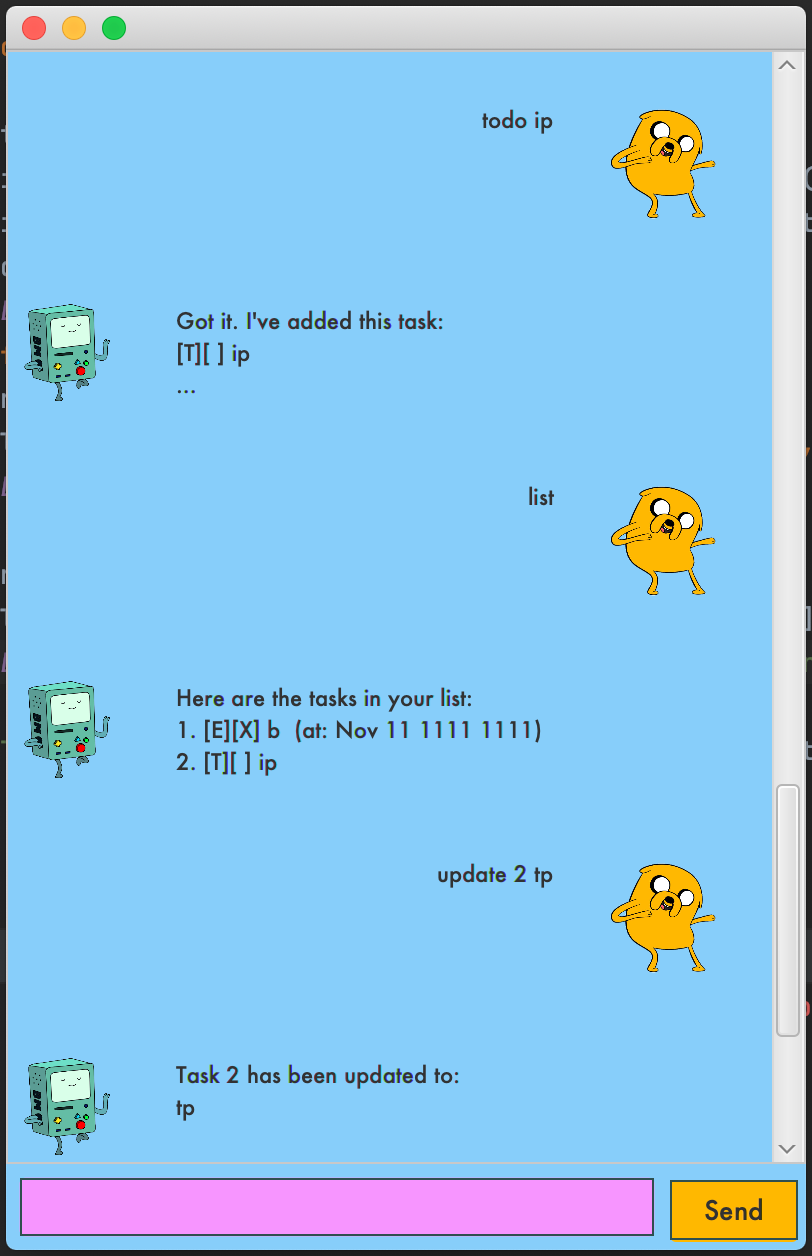 todo ip
Got it. I've added this task:
[T][ ] ip
...
list
Here are the tasks in your list:
1. [E][X] b  (at: Nov 11 1111 1111)
2. [T][ ] ip
update 2 tp
Task 2 has been updated to:
tp
Send